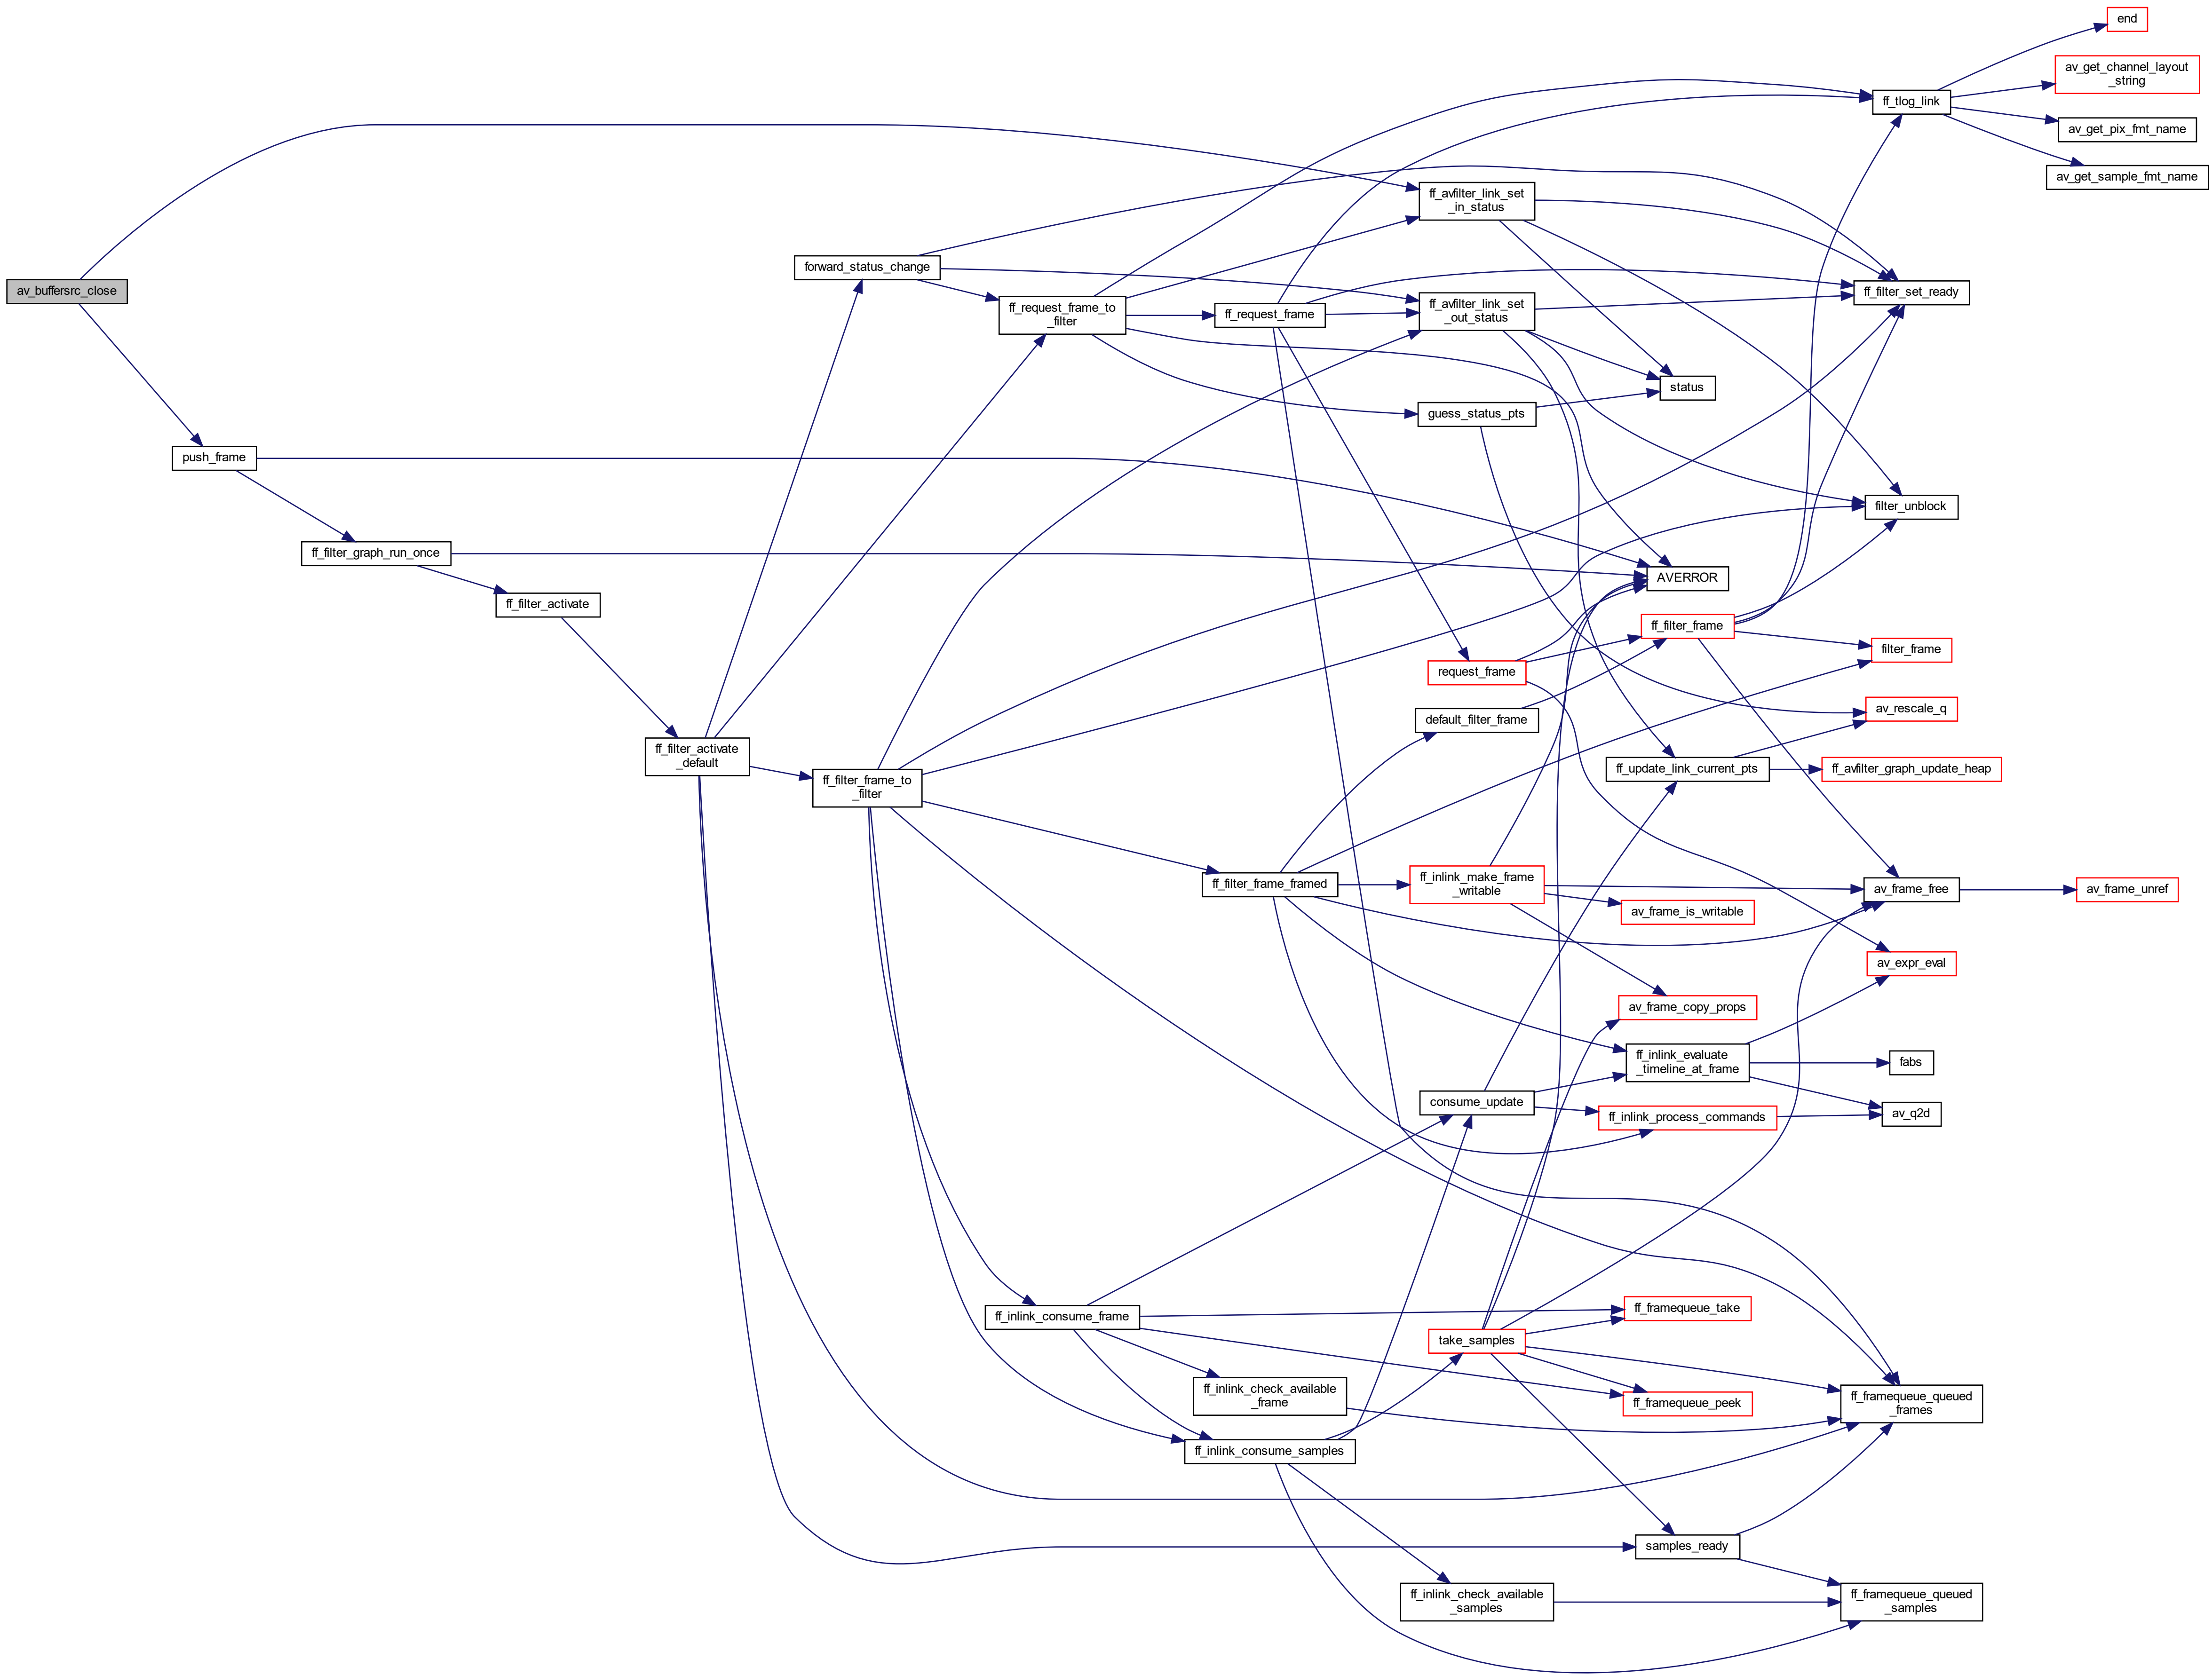 end
av_get_channel_layout
_string
ff_tlog_link
av_get_pix_fmt_name
av_get_sample_fmt_name
ff_avfilter_link_set
_in_status
forward_status_change
av_buffersrc_close
ff_request_frame_to
_filter
ff_request_frame
ff_avfilter_link_set
_out_status
ff_filter_set_ready
status
guess_status_pts
push_frame
filter_unblock
ff_filter_graph_run_once
AVERROR
ff_filter_activate
ff_filter_frame
filter_frame
request_frame
av_rescale_q
default_filter_frame
ff_filter_activate
_default
ff_filter_frame_to
_filter
ff_update_link_current_pts
ff_avfilter_graph_update_heap
ff_filter_frame_framed
ff_inlink_make_frame
_writable
av_frame_free
av_frame_unref
av_frame_is_writable
av_expr_eval
av_frame_copy_props
ff_inlink_evaluate
_timeline_at_frame
fabs
consume_update
ff_inlink_process_commands
av_q2d
ff_inlink_consume_frame
ff_framequeue_take
take_samples
ff_inlink_check_available
_frame
ff_framequeue_peek
ff_framequeue_queued
_frames
ff_inlink_consume_samples
samples_ready
ff_inlink_check_available
_samples
ff_framequeue_queued
_samples